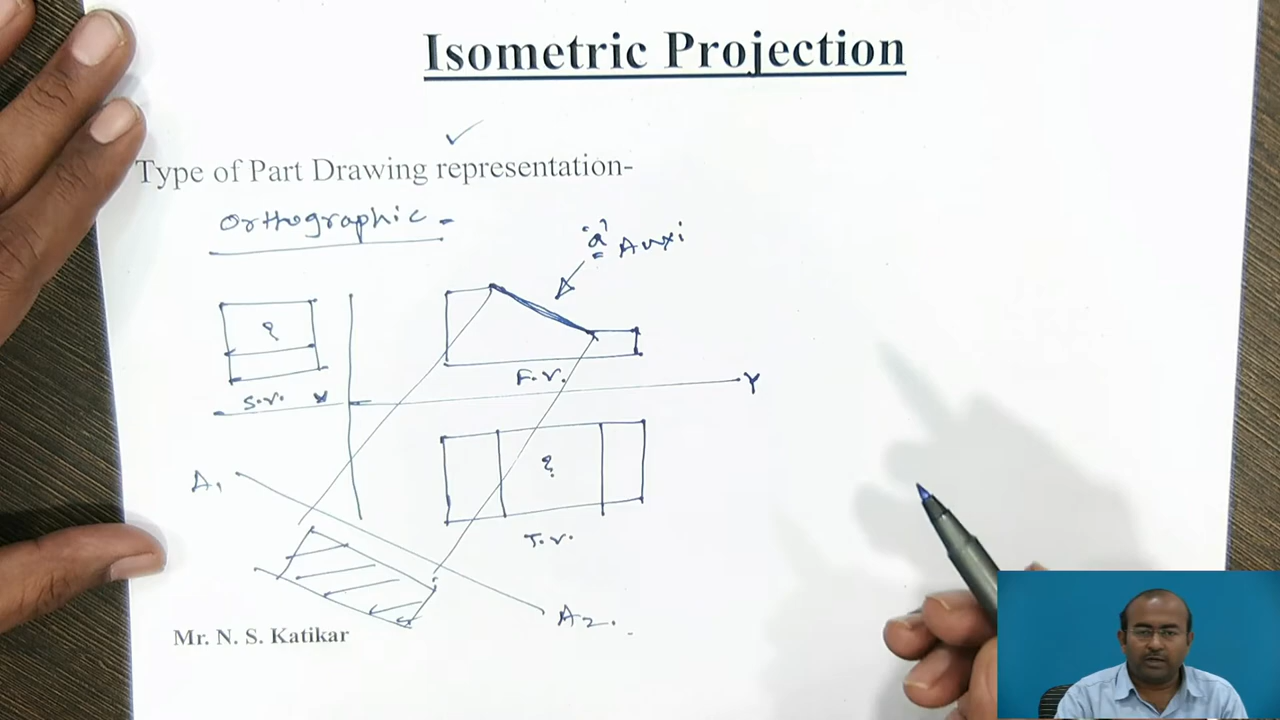 Isometric Projection
Type of Part Drawing representation-
Orthographic -
'a' Auxi
?
F.V.
S.V.
X
Y
?
A1
T.V.
A2.
Mr. N. S. Katikar